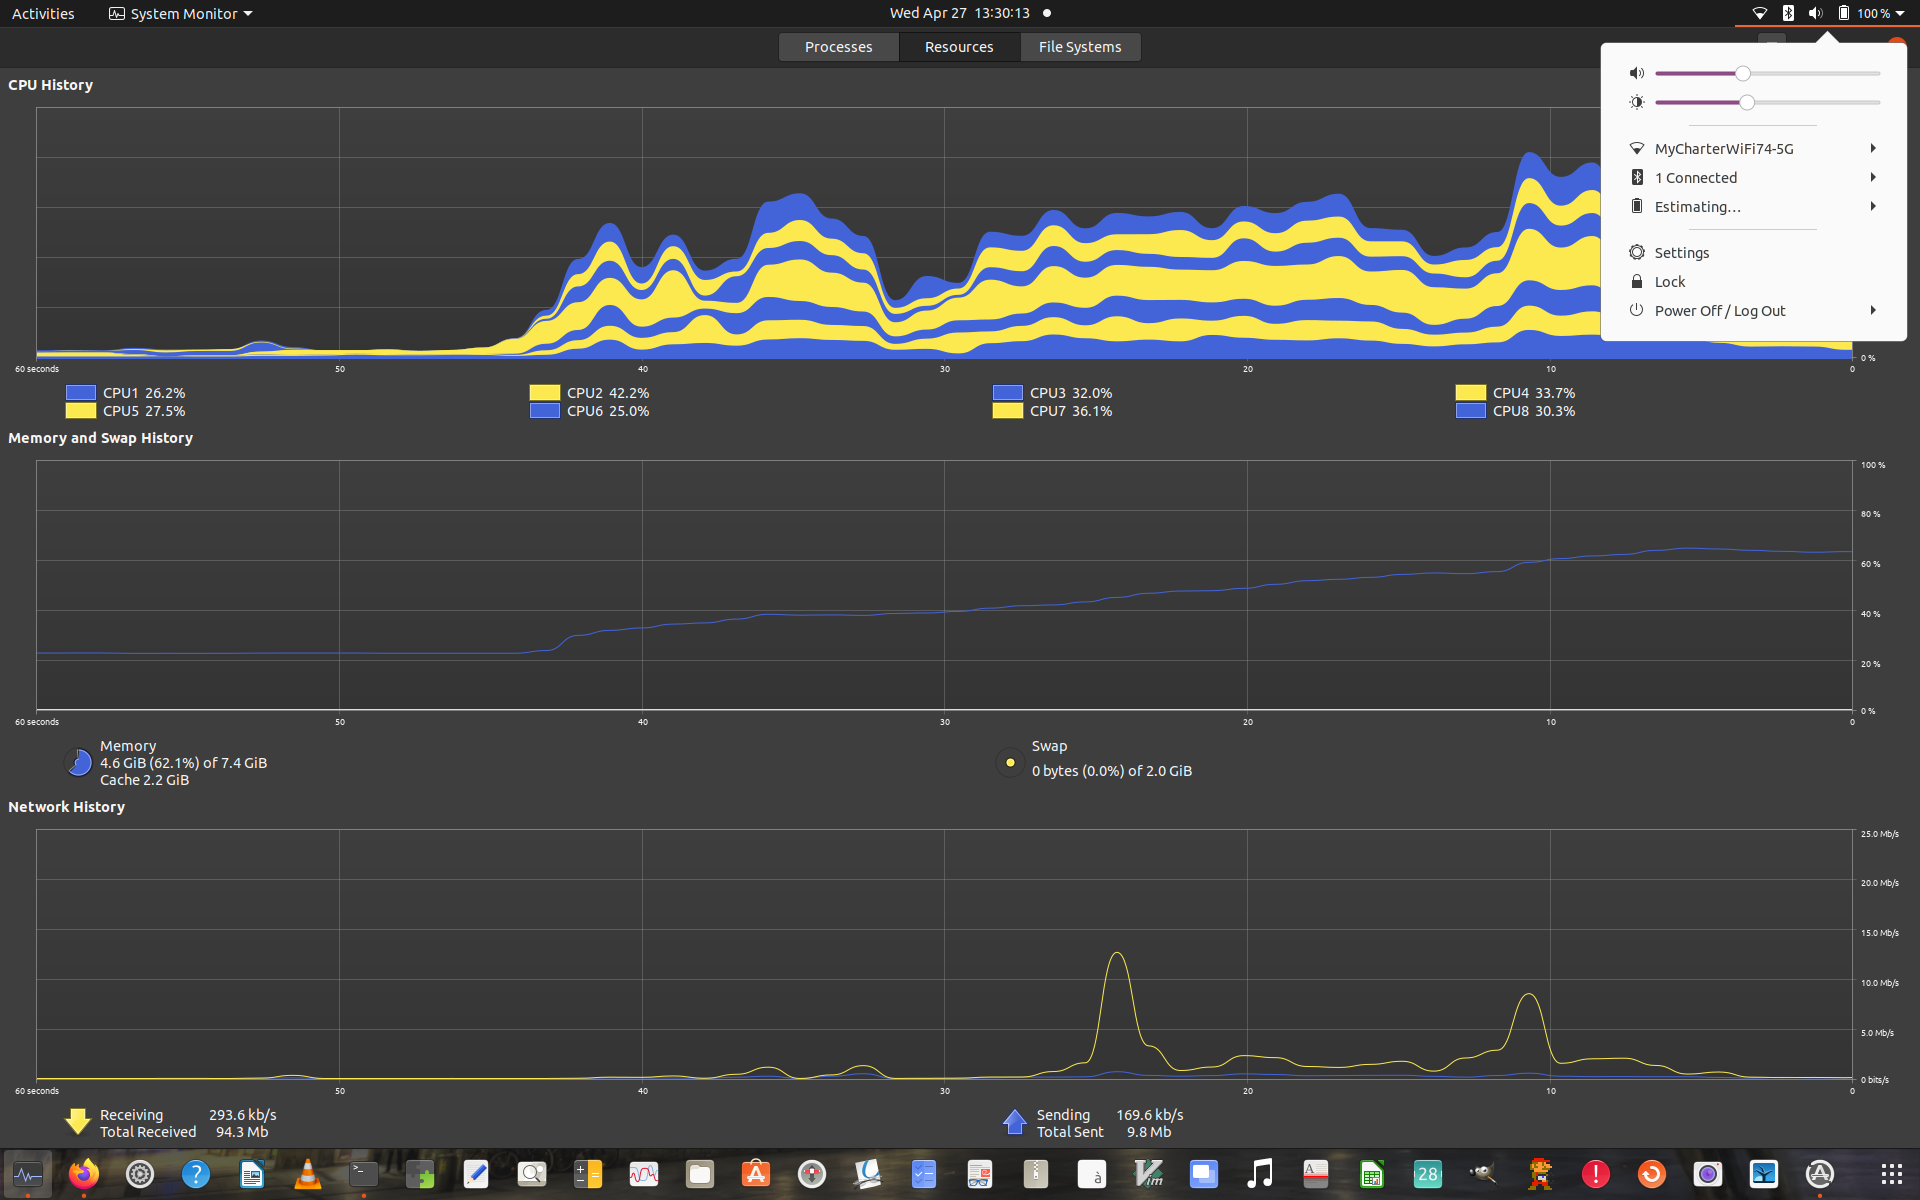 Activities
System Monitor
Wed Apr 27 13:30:13
100 %
Processes
Resources
File Systems
CPU History
MyCharterWiFi74-5G
1 Connected
Estimating…
Settings
Lock
Power Off / Log Out
0 %
60 seconds 50 40 30 20 10 0
CPU1 26.2% CPU2 42.2% CPU3 32.0% CPU4 33.7%
CPU5 27.5% CPU6 25.0% CPU7 36.1% CPU8 30.3%
Memory and Swap History
100 %
80 %
60 %
40 %
20 %
0 %
60 seconds 50 40 30 20 10 0
Memory
4.6 GiB (62.1%) of 7.4 GiB
Cache 2.2 GiB
Swap
0 bytes (0.0%) of 2.0 GiB
Network History
25.0 Mb/s
20.0 Mb/s
15.0 Mb/s
10.0 Mb/s
5.0 Mb/s
0 bits/s
60 seconds 50 40 30 20 10 0
Receiving 293.6 kb/s
Total Received 94.3 Mb
Sending 169.6 kb/s
Total Sent 9.8 Mb
à
Vim
A
28